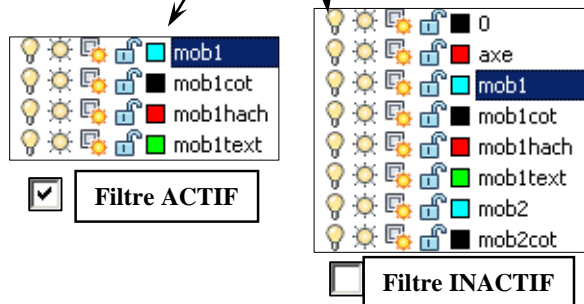 mob1
mob1cot
mob1hach
mob1text
Filtre ACTIF
0
axe
mob1
mob1cot
mob1hach
mob1text
mob2
mob2cot
Filtre INACTIF